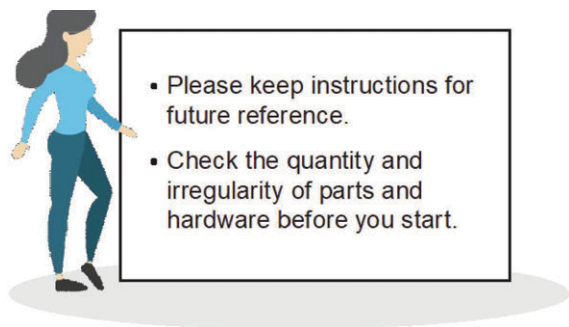 • Please keep instructions for
future reference.
• Check the quantity and
irregularity of parts and
hardware before you start.